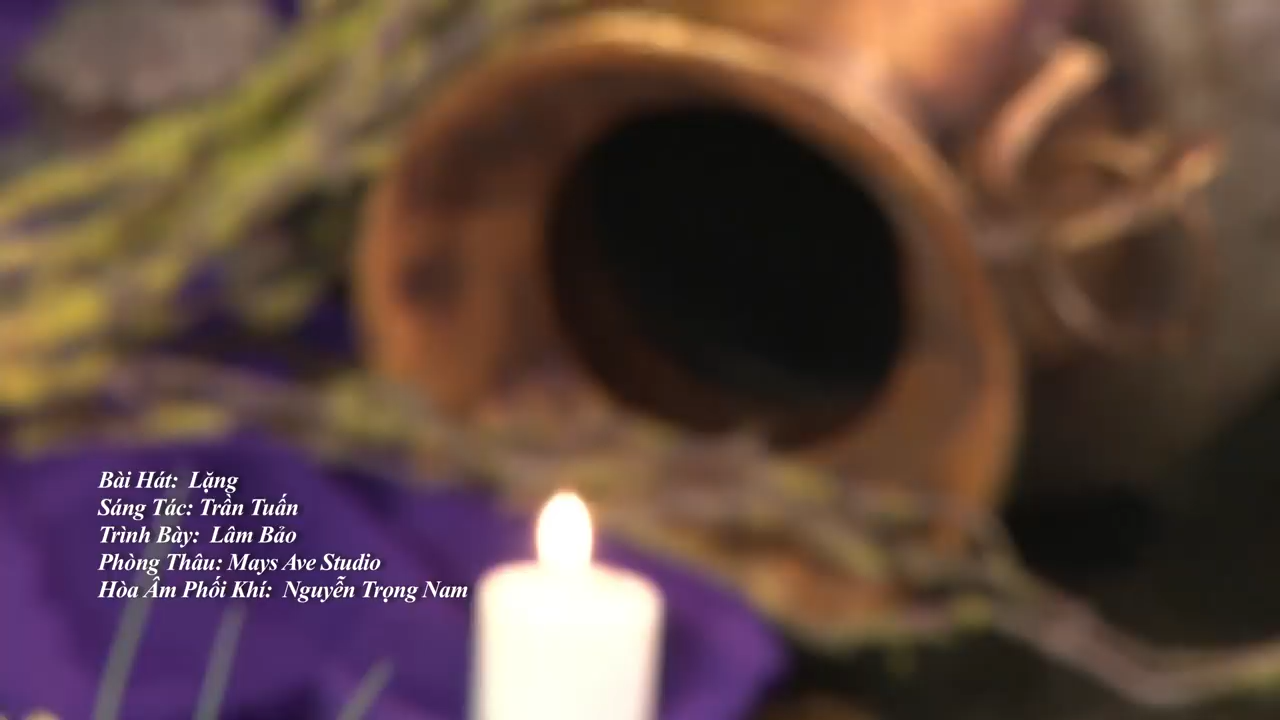 Bài Hát: Lặng
Sáng Tác: Trần Tuấn
Trình Bày: Lâm Bảo
Phòng Thâu: Mays Ave Studio
Hòa Âm Phối Khí: Nguyễn Trọng Nam